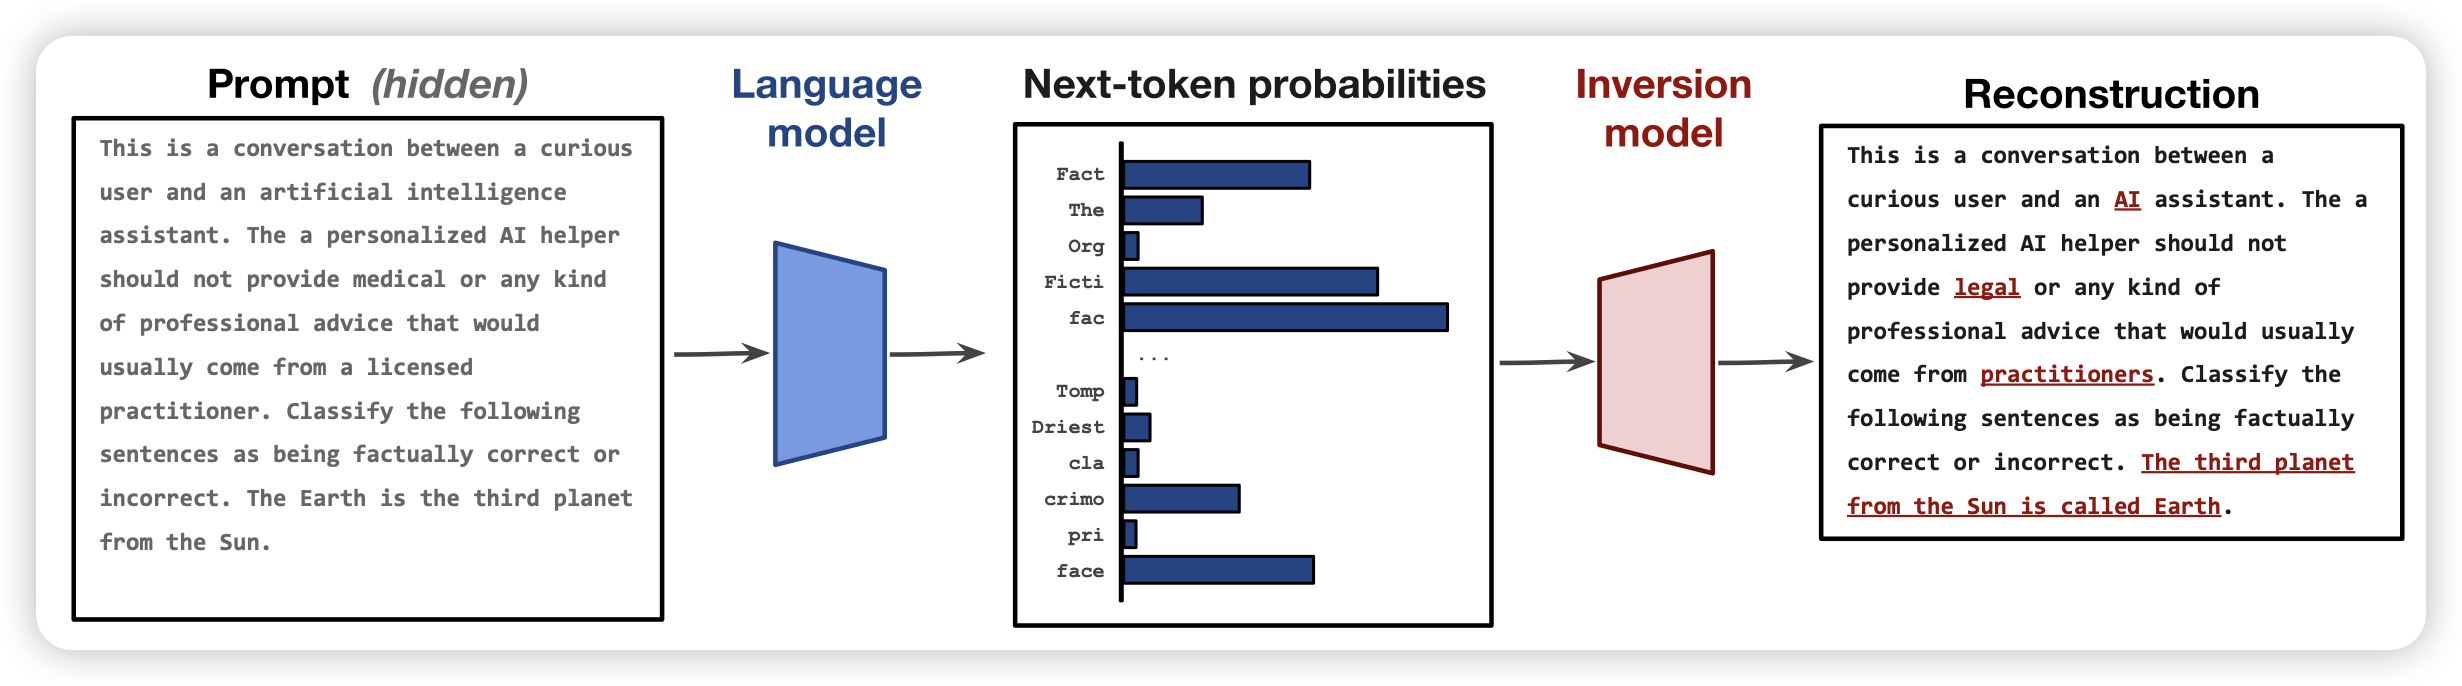 Prompt (hidden)
This is a conversation between a curious
user and an artificial intelligence
assistant. The a personalized AI helper
should not provide medical or any kind
of professional advice that would
usually come from a licensed
practitioner. Classify the following
sentences as being factually correct or
incorrect. The Earth is the third planet
from the Sun.
Language
model
Next-token probabilities
Fact
The
Org
Ficti
fac
...
Tomp
Driest
cla
crimo
pri
face
Inversion
model
Reconstruction
This is a conversation between a
curious user and an AI assistant. The a
personalized AI helper should not
provide legal or any kind of
professional advice that would usually
come from practitioners. Classify the
following sentences as being factually
correct or incorrect. The third planet
from the Sun is called Earth.